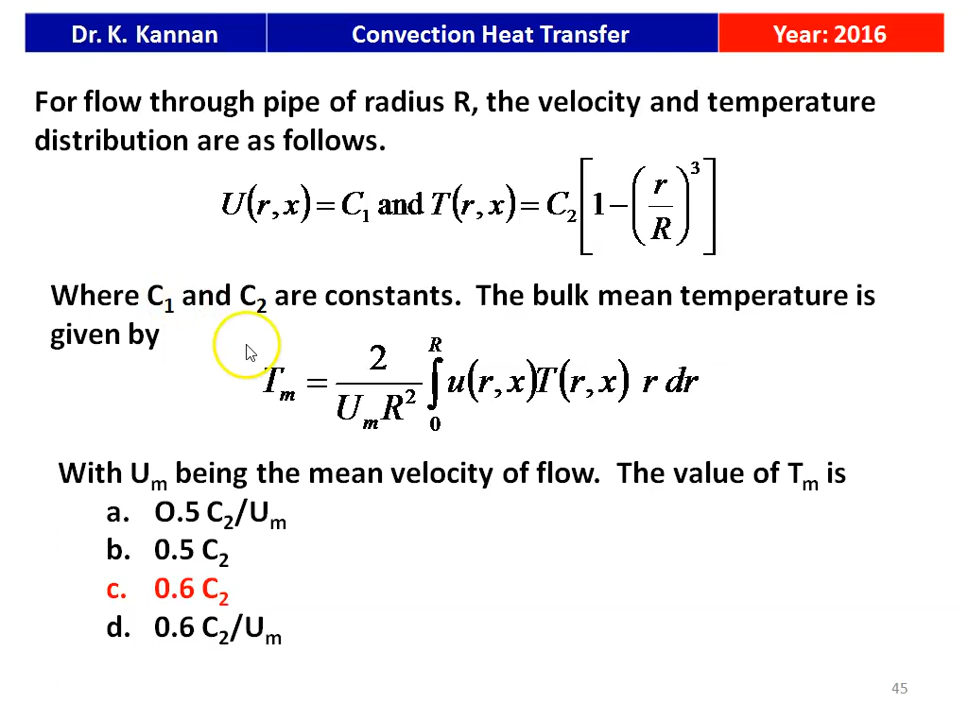 Dr. K. Kannan Convection Heat Transfer Year: 2016
For flow through pipe of radius R, the velocity and temperature
distribution are as follows.
U(r, x) = C₁ and T(r, x) = C₂[1−(r/R)³]
Where C₁ and C₂ are constants. The bulk mean temperature is
given by
Tₘ = 2/(UₘR²) ∫₀ᴿ u(r, x)T(r, x) r dr
With Uₘ being the mean velocity of flow. The value of Tₘ is
a. O.5 C₂/Uₘ
b. 0.5 C₂
c. 0.6 C₂
d. 0.6 C₂/Uₘ
45